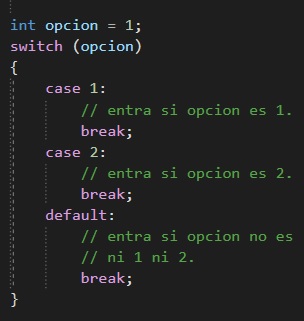 int opcion = 1;
switch (opcion)
{
    case 1:
        // entra si opcion es 1.
        break;
    case 2:
        // entra si opcion es 2.
        break;
    default:
        // entra si opcion no es
        // ni 1 ni 2.
        break;
}